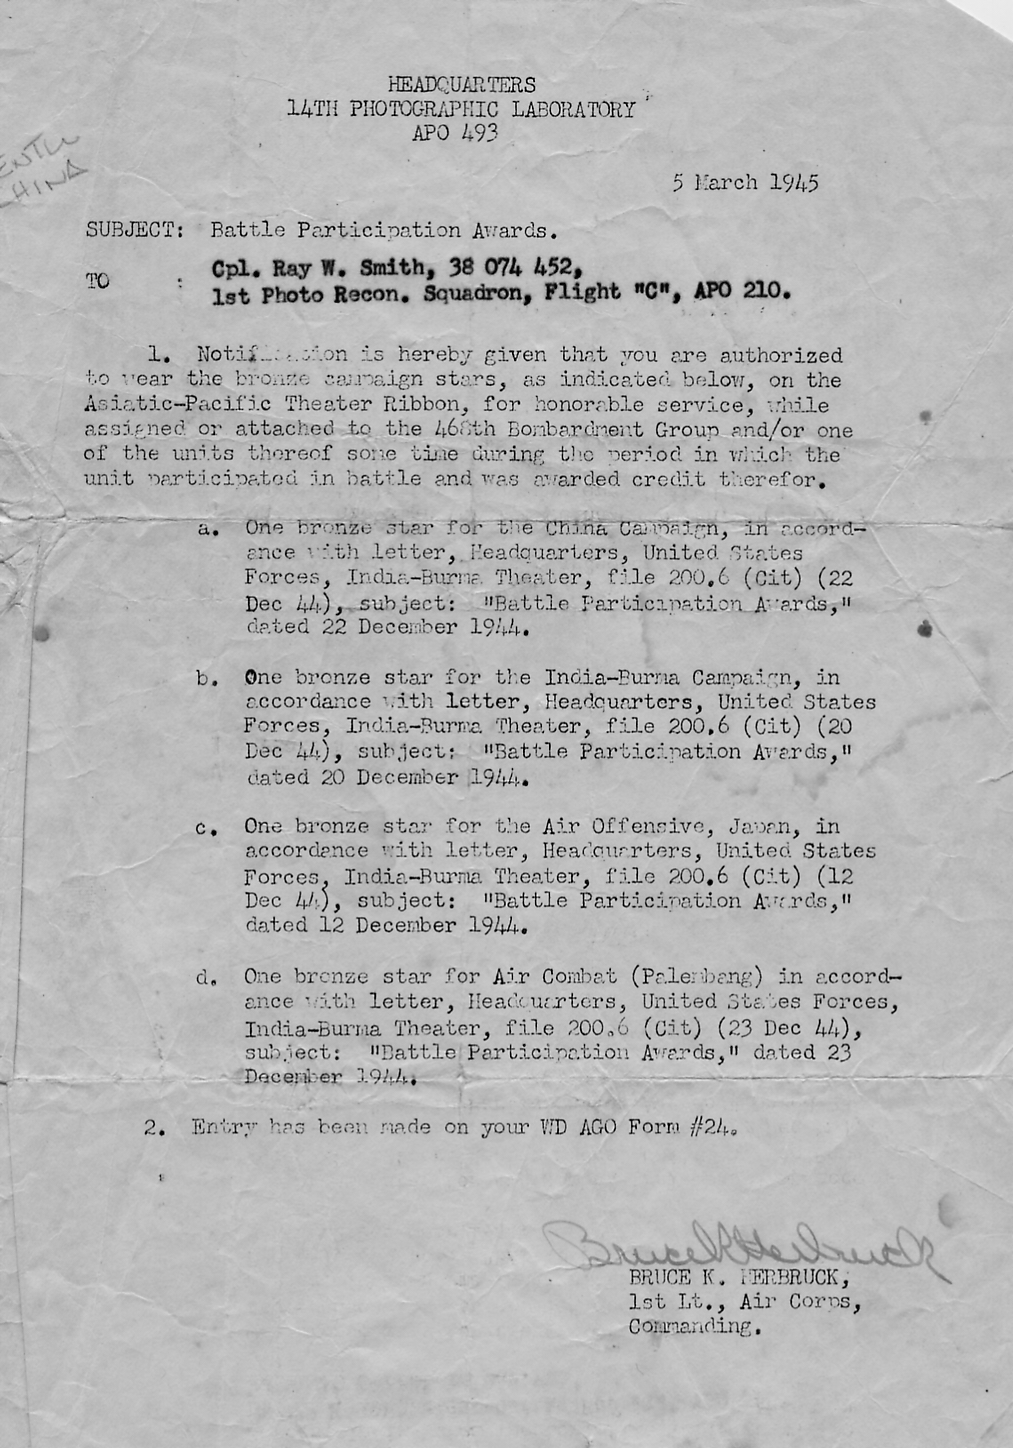 HEADQUARTERS
14TH PHOTOGRAPHIC LABORATORY
APO 493
CHINA
5 March 1945
SUBJECT: Battle Participation Awards.
TO : Cpl. Ray W. Smith, 38 074 452,
1st Photo Recon. Squadron, Flight "C", APO 210.
1. Notification is hereby given that you are authorized
to wear the bronze campaign stars, as indicated below, on the
Asiatic-Pacific Theater Ribbon, for honorable service, while
assigned or attached to the 468th Bombardment Group and/or one
of the units thereof some time during the period in which the
unit participated in battle and was awarded credit therefor.
a. One bronze star for the China Campaign, in accord-
ance with letter, Headquarters, United States
Forces, India-Burma Theater, file 200.6 (Cit) (22
Dec 44), subject: "Battle Participation Awards,"
dated 22 December 1944.
b. One bronze star for the India-Burma Campaign, in
accordance with letter, Headquarters, United States
Forces, India-Burma Theater, file 200.6 (Cit) (20
Dec 44), subject: "Battle Participation Awards,"
dated 20 December 1944.
c. One bronze star for the Air Offensive, Japan, in
accordance with letter, Headquarters, United States
Forces, India-Burma Theater, file 200.6 (Cit) (12
Dec 44), subject: "Battle Participation Awards,"
dated 12 December 1944.
d. One bronze star for Air Combat (Palembang) in accord-
ance with letter, Headquarters, United States Forces,
India-Burma Theater, file 200.6 (Cit) (23 Dec 44),
subject: "Battle Participation Awards," dated 23
December 1944.
2. Entry has been made on your WD AGO Form #24.
Bruce K Herbruck
BRUCE K. HERBRUCK,
1st Lt., Air Corps,
Commanding.